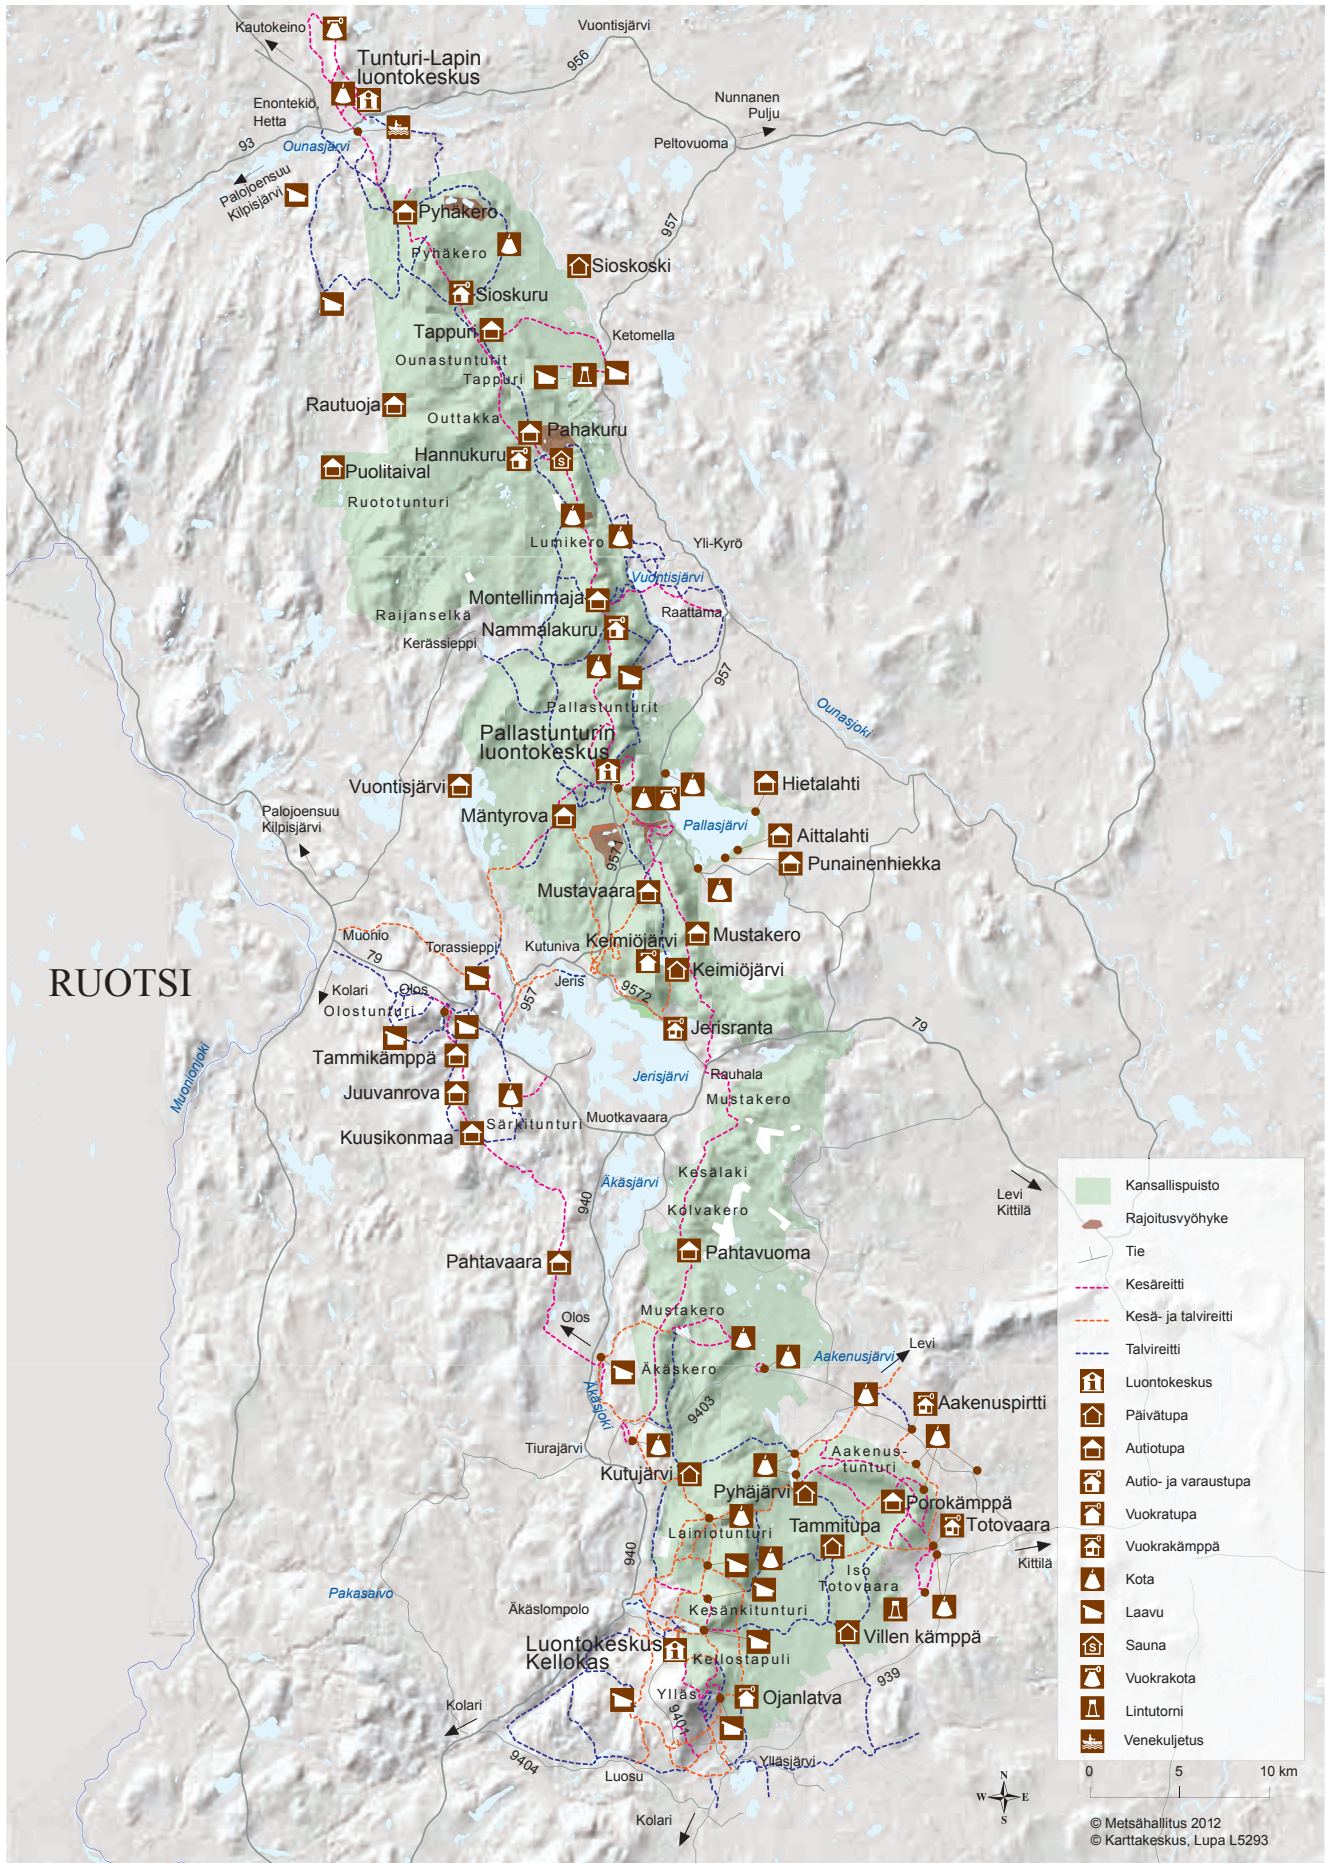 Kautokeino
Vuontisjärvi
Tunturi-Lapin
luontokeskus
956
Enontekiö,
Hetta
Nunnanen
Pulju
93
Ounasjärvi
Peltovuoma
Palojoensuu
Kilpisjärvi
Pyhäkero
957
Pyhäkero
Sioskoski
Sioskuru
Tappuri
Ketomella
Ounastunturit
Tappuri
Rautuoja
Outtakka
Pahakuru
Hannukuru
S
Puolitaival
Ruototunturi
Lumikero
Yli-Kyrö
Vuontisjärvi
Montellinmaja
Raattama
Raijanselkä
Nammalakuru
Kerässieppi
957
Pallastunturit
Ounasjoki
Pallastunturin
luontokeskus
Vuontisjärvi
Hietalahti
Palojoensuu
Kilpisjärvi
Mäntyrova
Pallasjärvi
Aittalahti
9571
Punainenhiekka
Mustavaara
Muonio
Torassieppi
Kutuniva
Keimiöjärvi
Mustakero
79
RUOTSI
Keimiöjärvi
Kolari
Olos
957
Jeris
9572
Olostunturi
Jerisranta
79
Tammikämppä
Muonionjoki
Jerisjärvi
Rauhala
Juuvanrova
Mustakero
Särkitunturi
Muotkavaara
Kuusikonmaa
Kesälaki
Äkäsjärvi
940
Kolvakero
Levi
Kittilä
Pahtavuoma
Pahtavaara
Mustakero
Olos
Levi
Aakenusjärvi
Äkäskero
Äkäsjoki
9403
Aakenuspirtti
Tiurajärvi
Aakenus-
tunturi
Kutujärvi
Pyhäjärvi
Porokämppä
Lainiotunturi
Tammitupa
Totovaara
940
Kittilä
Iso
Totovaara
Pakasaivo
Äkäslompolo
Kesänkitunturi
Luontokeskus
Kellokas
Villen kämppä
Kellostapuli
939
Ylläs
Ojanlatva
Kolari
9401
9404
Luosu
Ylläsjärvi
Kolari
Kansallispuisto
Rajoitusvyöhyke
Tie
Kesäreitti
Kesä- ja talvireitti
Talvireitti
Luontokeskus
Päivätupa
Autiotupa
Autio- ja varaustupa
Vuokratupa
Vuokrakämppä
Kota
Laavu
S
Sauna
Vuokrakota
Lintutorni
Venekuljetus
0 5 10 km
N
W E
S
© Metsähallitus 2012
© Karttakeskus, Lupa L5293